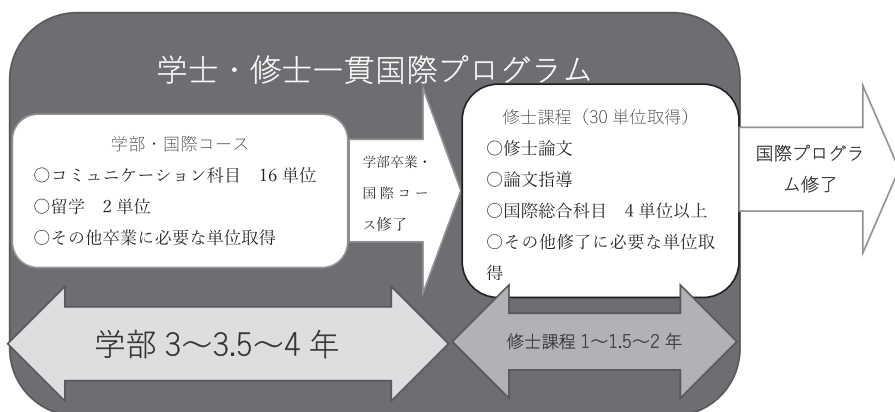 学士・修士一貫国際プログラム
学部・国際コース
○コミュニケーション科目　16 単位
○留学　2 単位
○その他卒業に必要な単位取得
学部卒業・
国際コー
ス修了
修士課程（30 単位取得）
○修士論文
○論文指導
○国際総合科目　4 単位以上
○その他修了に必要な単位取
得
国際プログラ
ム修了
学部 3～3.5～4 年
修士課程 1～1.5～2 年